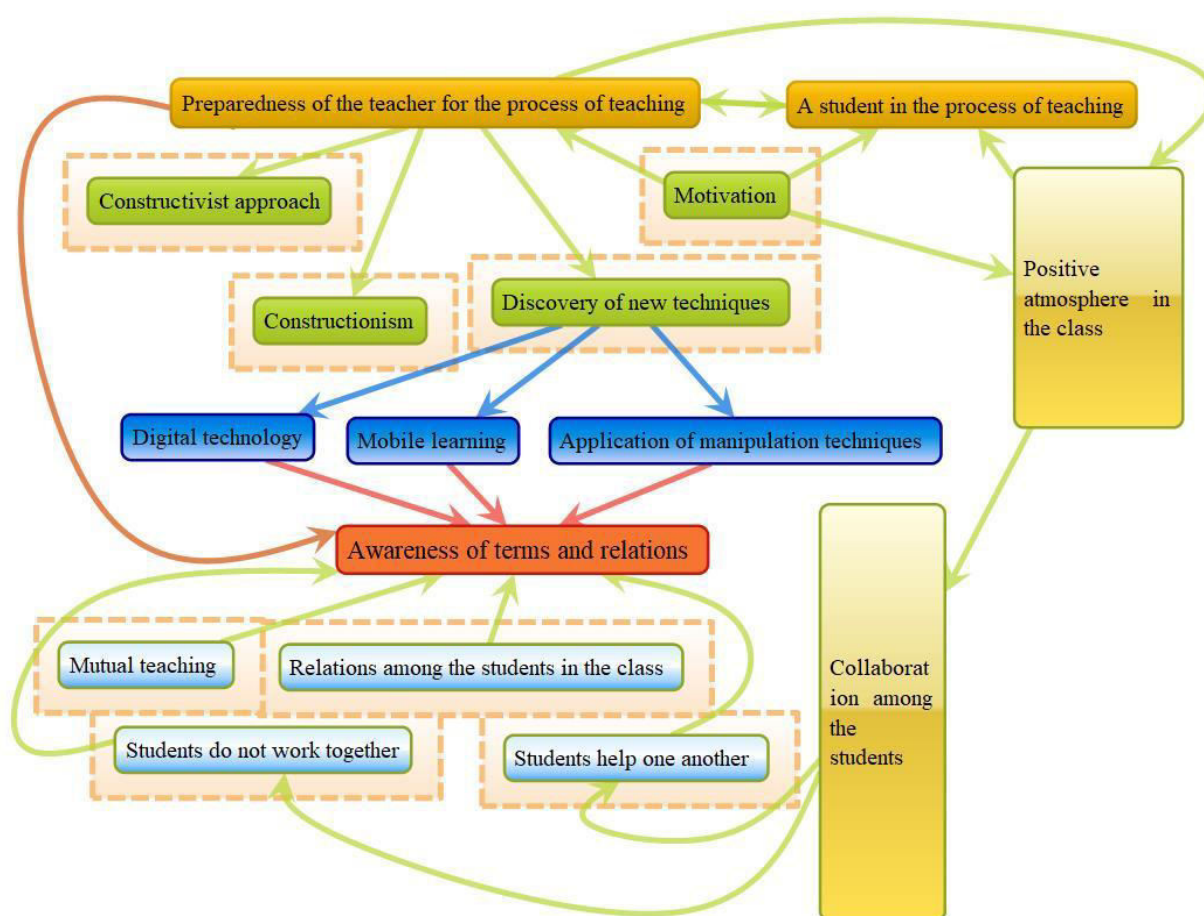 Preparedness of the teacher for the process of teaching
A student in the process of teaching
Constructivist approach
Motivation
Positive
atmosphere in
the class
Discovery of new techniques
Constructionism
Digital technology
Mobile learning
Application of manipulation techniques
Awareness of terms and relations
Mutual teaching
Relations among the students in the class
Collaborat
ion among
the
students
Students do not work together
Students help one another